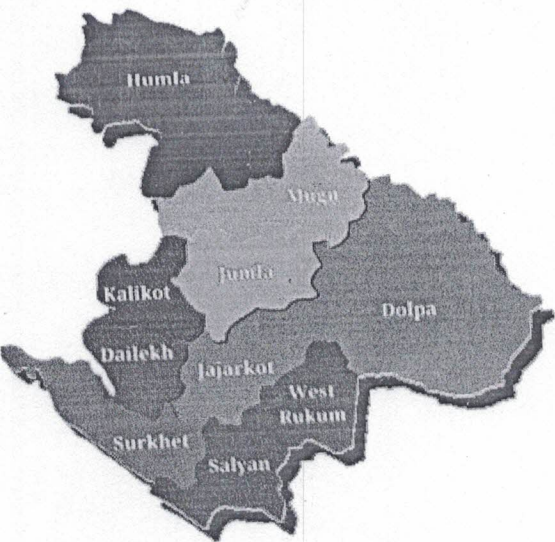 Humla
Mugu
Jumla
Kalikot
Dolpa
Dailekh
Jajarkot
West
Rukum
Surkhet
Salyan